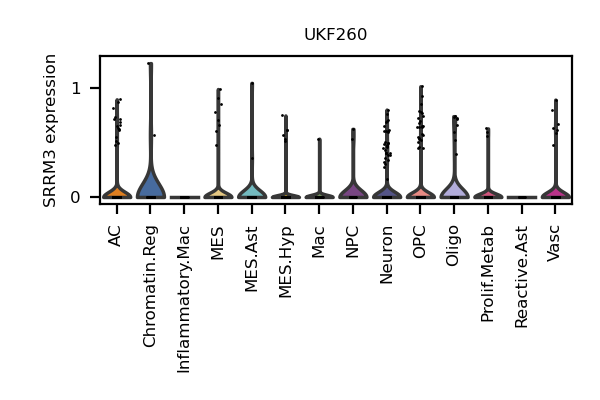 UKF260
SRRM3 expression
1
0
AC
Chromatin.Reg
Inflammatory.Mac
MES
MES.Ast
MES.Hyp
Mac
NPC
Neuron
OPC
Oligo
Prolif.Metab
Reactive.Ast
Vasc